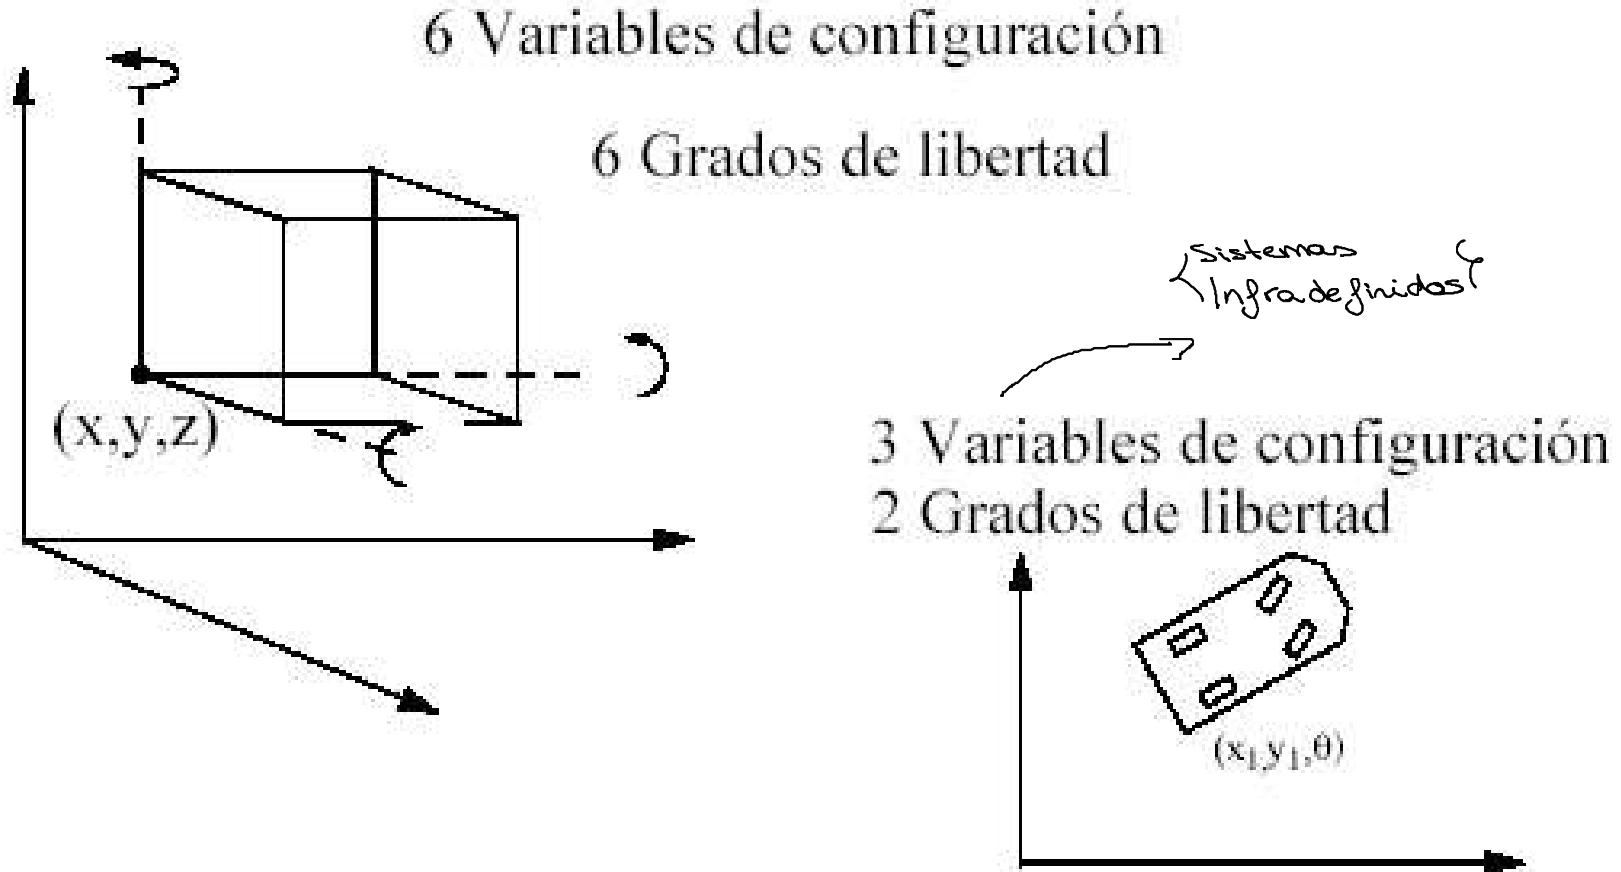 6 Variables de configuración
6 Grados de libertad
Sistemas
Infradefinidos
(x,y,z)
3 Variables de configuración
2 Grados de libertad
(x₁,y₁,θ)